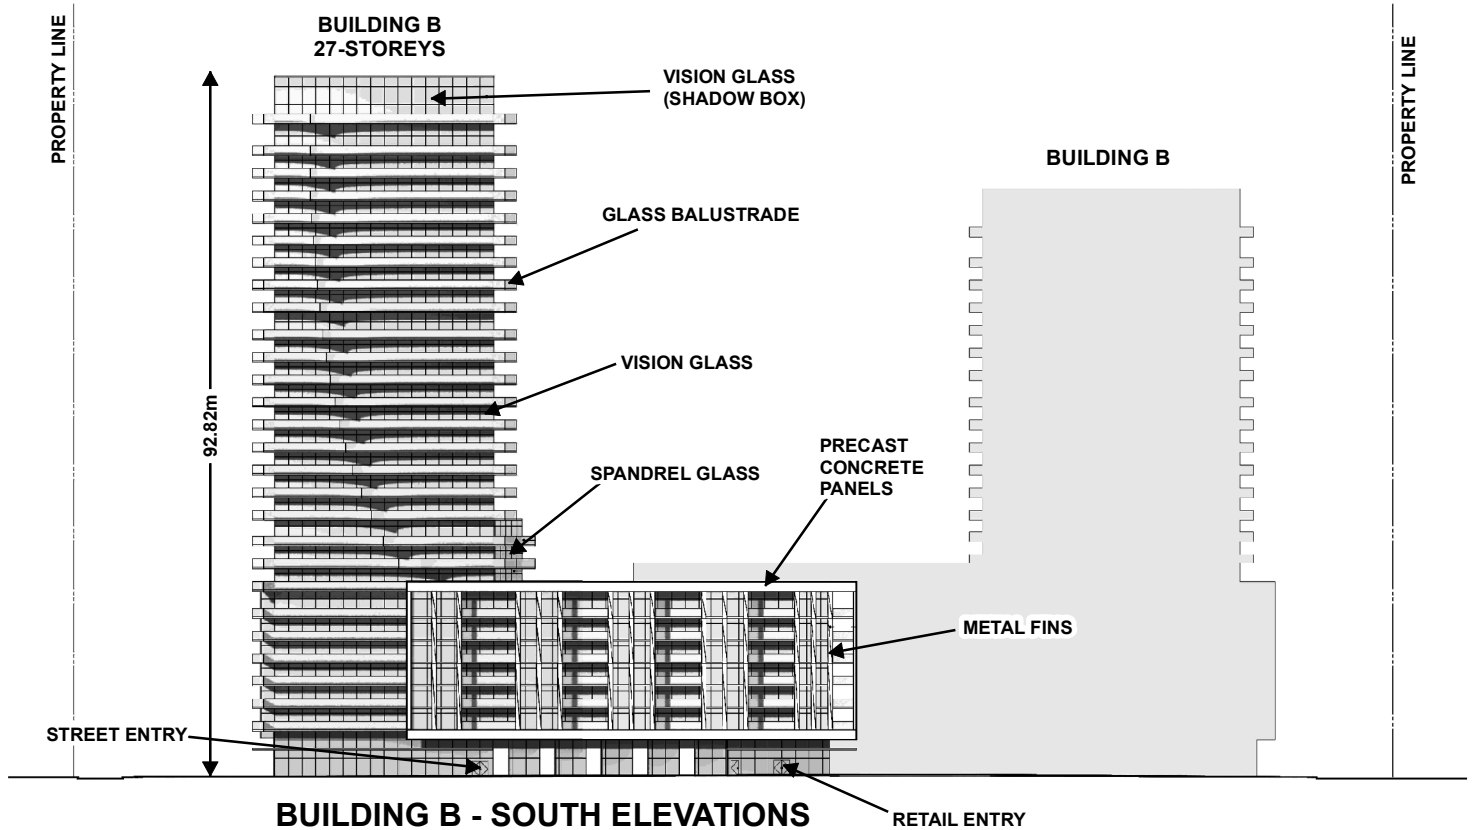 PROPERTY LINE
BUILDING B
27-STOREYS
VISION GLASS
(SHADOW BOX)
PROPERTY LINE
BUILDING B
GLASS BALUSTRADE
VISION GLASS
92.82m
PRECAST
CONCRETE
PANELS
SPANDREL GLASS
METAL FINS
STREET ENTRY
BUILDING B - SOUTH ELEVATIONS
RETAIL ENTRY